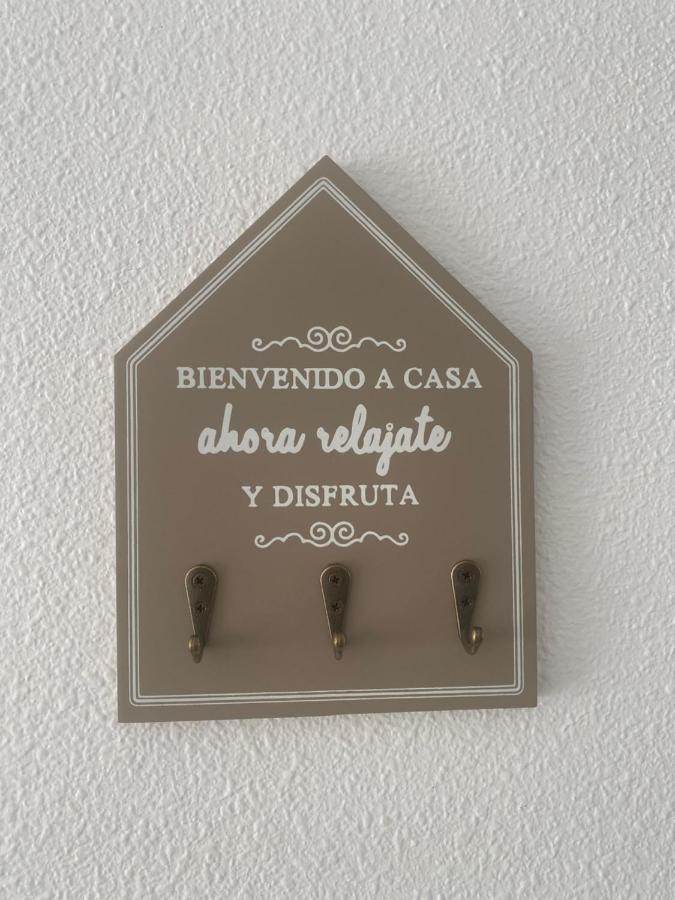 BIENVENIDO A CASA
ahora relajate
Y DISFRUTA